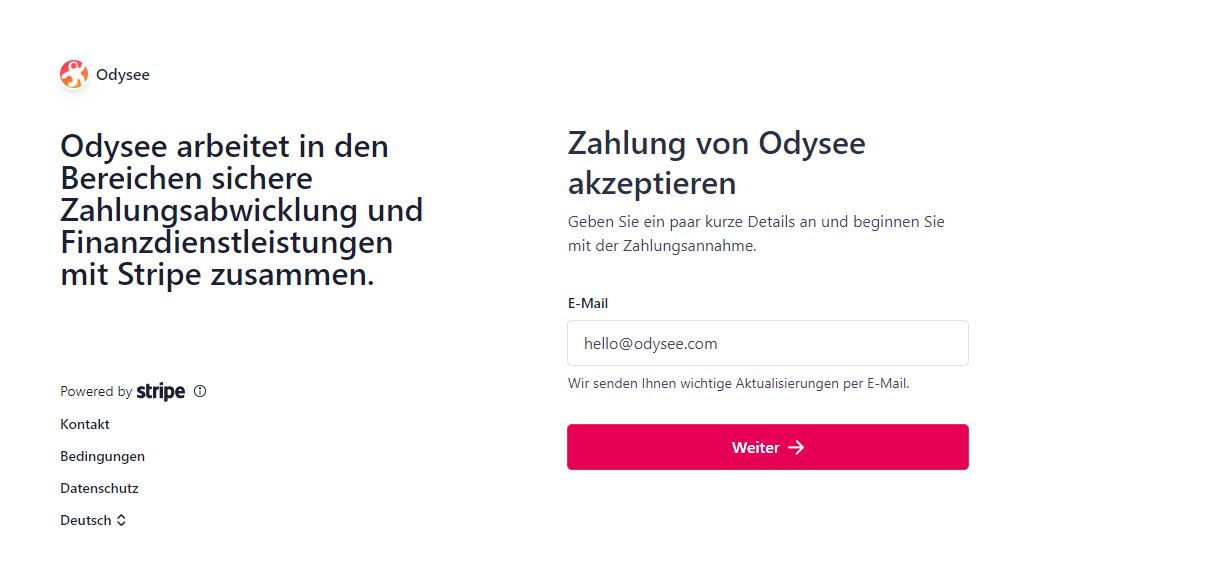 Odysee
Odysee arbeitet in den
Bereichen sichere
Zahlungsabwicklung und
Finanzdienstleistungen
mit Stripe zusammen.
Powered by stripe
Kontakt
Bedingungen
Datenschutz
Deutsch
Zahlung von Odysee
akzeptieren
Geben Sie ein paar kurze Details an und beginnen Sie
mit der Zahlungsannahme.
E-Mail
hello@odysee.com
Wir senden Ihnen wichtige Aktualisierungen per E-Mail.
Weiter →